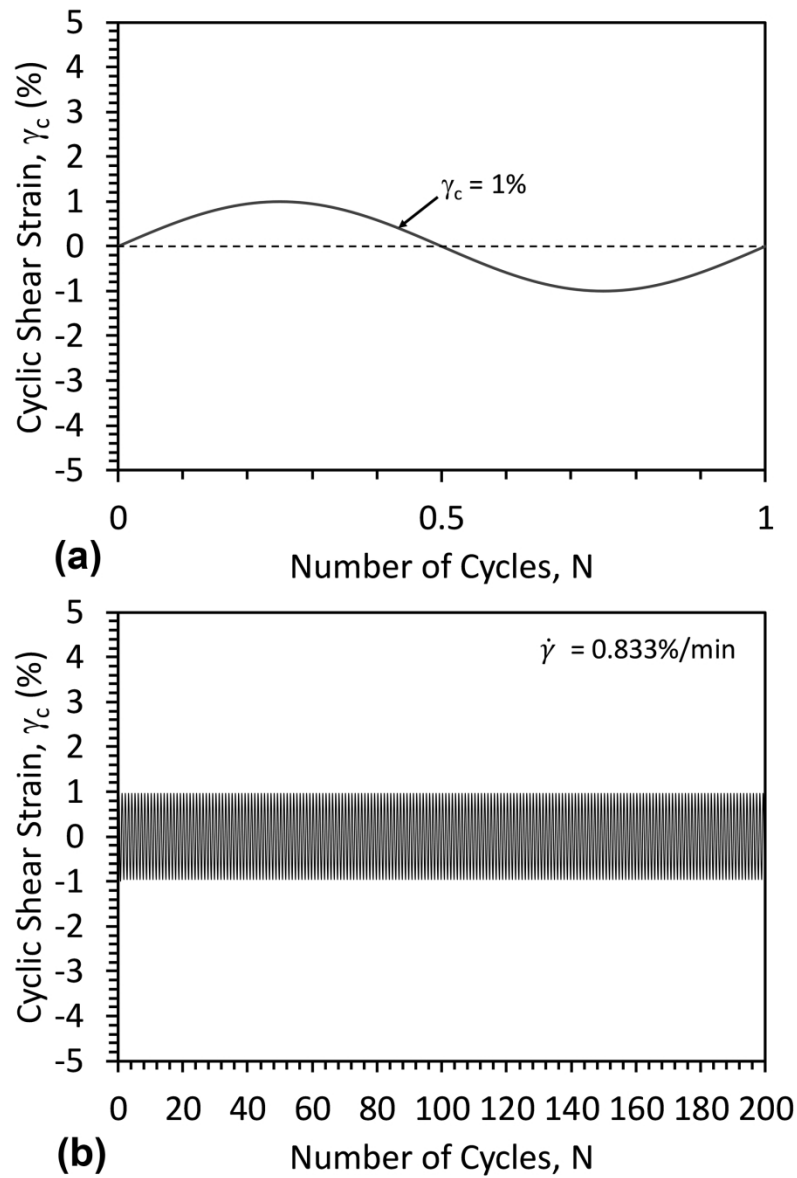 5
4
3
2
1
0
-1
-2
-3
-4
-5
Cyclic Shear Strain, γc (%)
γc = 1%
0
0.5
1
(a)
Number of Cycles, N
5
4
3
2
1
0
-1
-2
-3
-4
-5
Cyclic Shear Strain, γc (%)
γ̇ = 0.833%/min
0 20 40 60 80 100 120 140 160 180 200
(b)
Number of Cycles, N